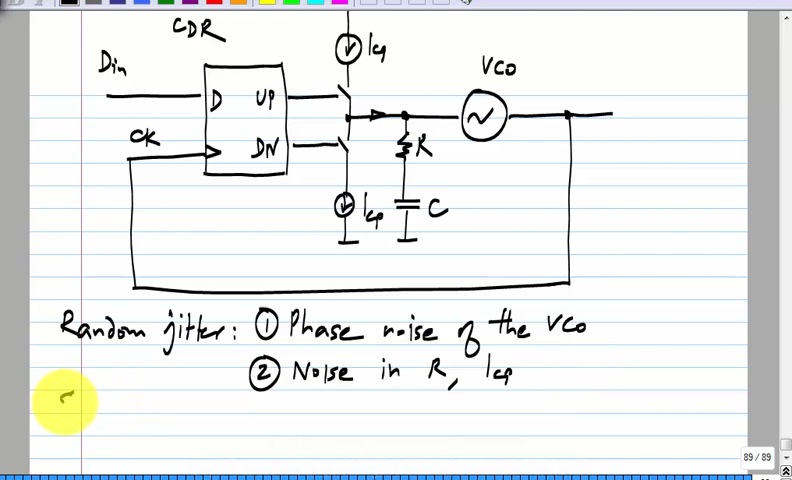 CDR
Din
Icp
VCO
D UP
CK
DN
R
Icp
C
Random jitter: ① Phase noise of the VCO
② Noise in R, Icp
89 / 89